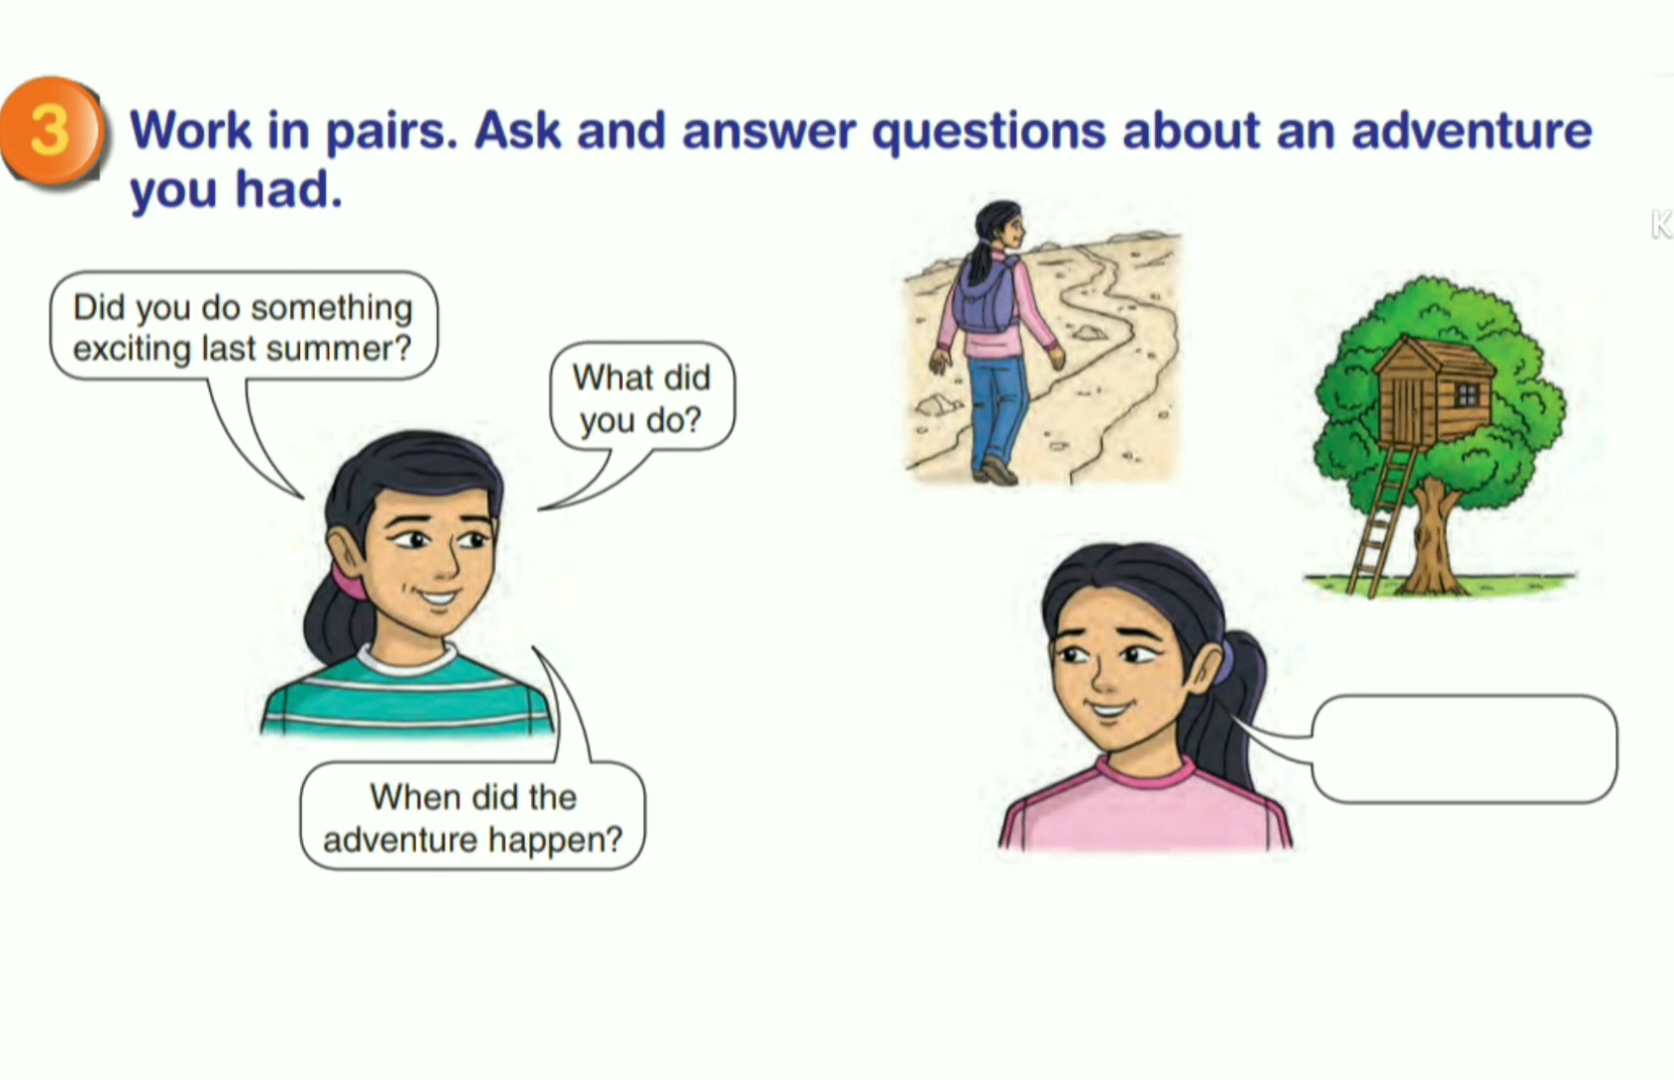 3
Work in pairs. Ask and answer questions about an adventure
you had.
K
Did you do something
exciting last summer?
What did
you do?
When did the
adventure happen?